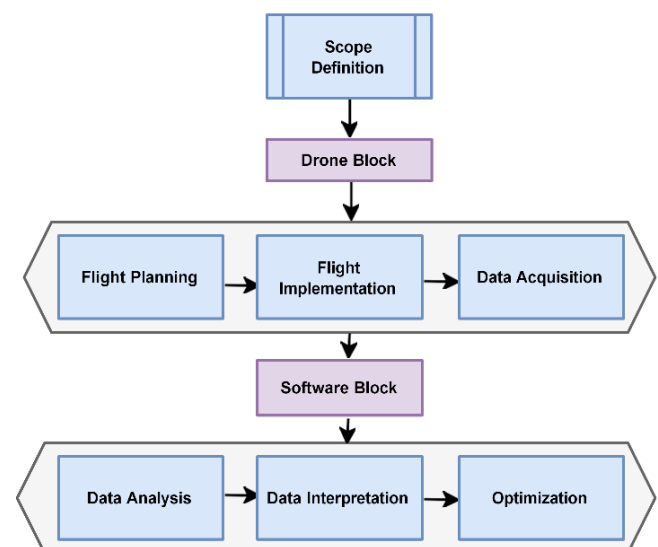 Scope
Definition
Drone Block
Flight Planning
Flight
Implementation
Data Acquisition
Software Block
Data Analysis
Data Interpretation
Optimization